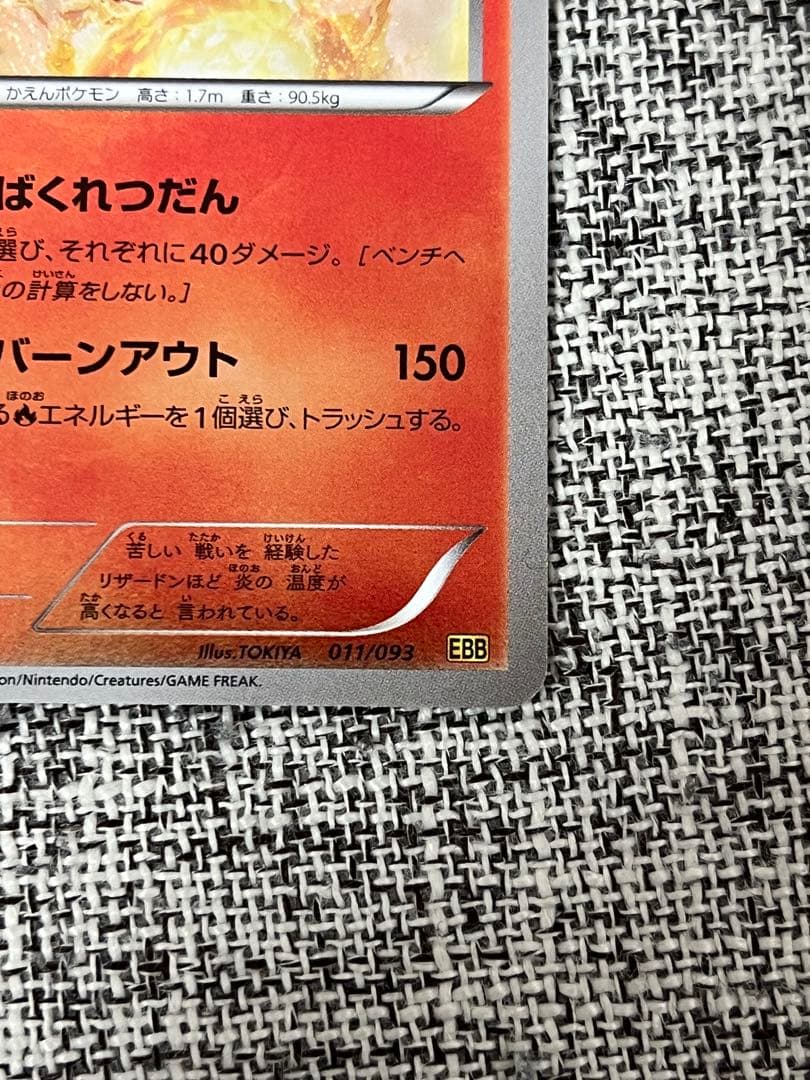 かえんポケモン 高さ：1.7m 重さ：90.5kg
ばくれつだん
選び、それぞれに40ダメージ。［ベンチへ
の計算をしない。］
バーンアウト 150
る エネルギーを1個選び、トラッシュする。
苦しい 戦いを 経験した
リザードンほど 炎の 温度が
高くなると 言われている。
Illus.TOKIYA 011/093 EBB
on/Nintendo/Creatures/GAME FREAK.